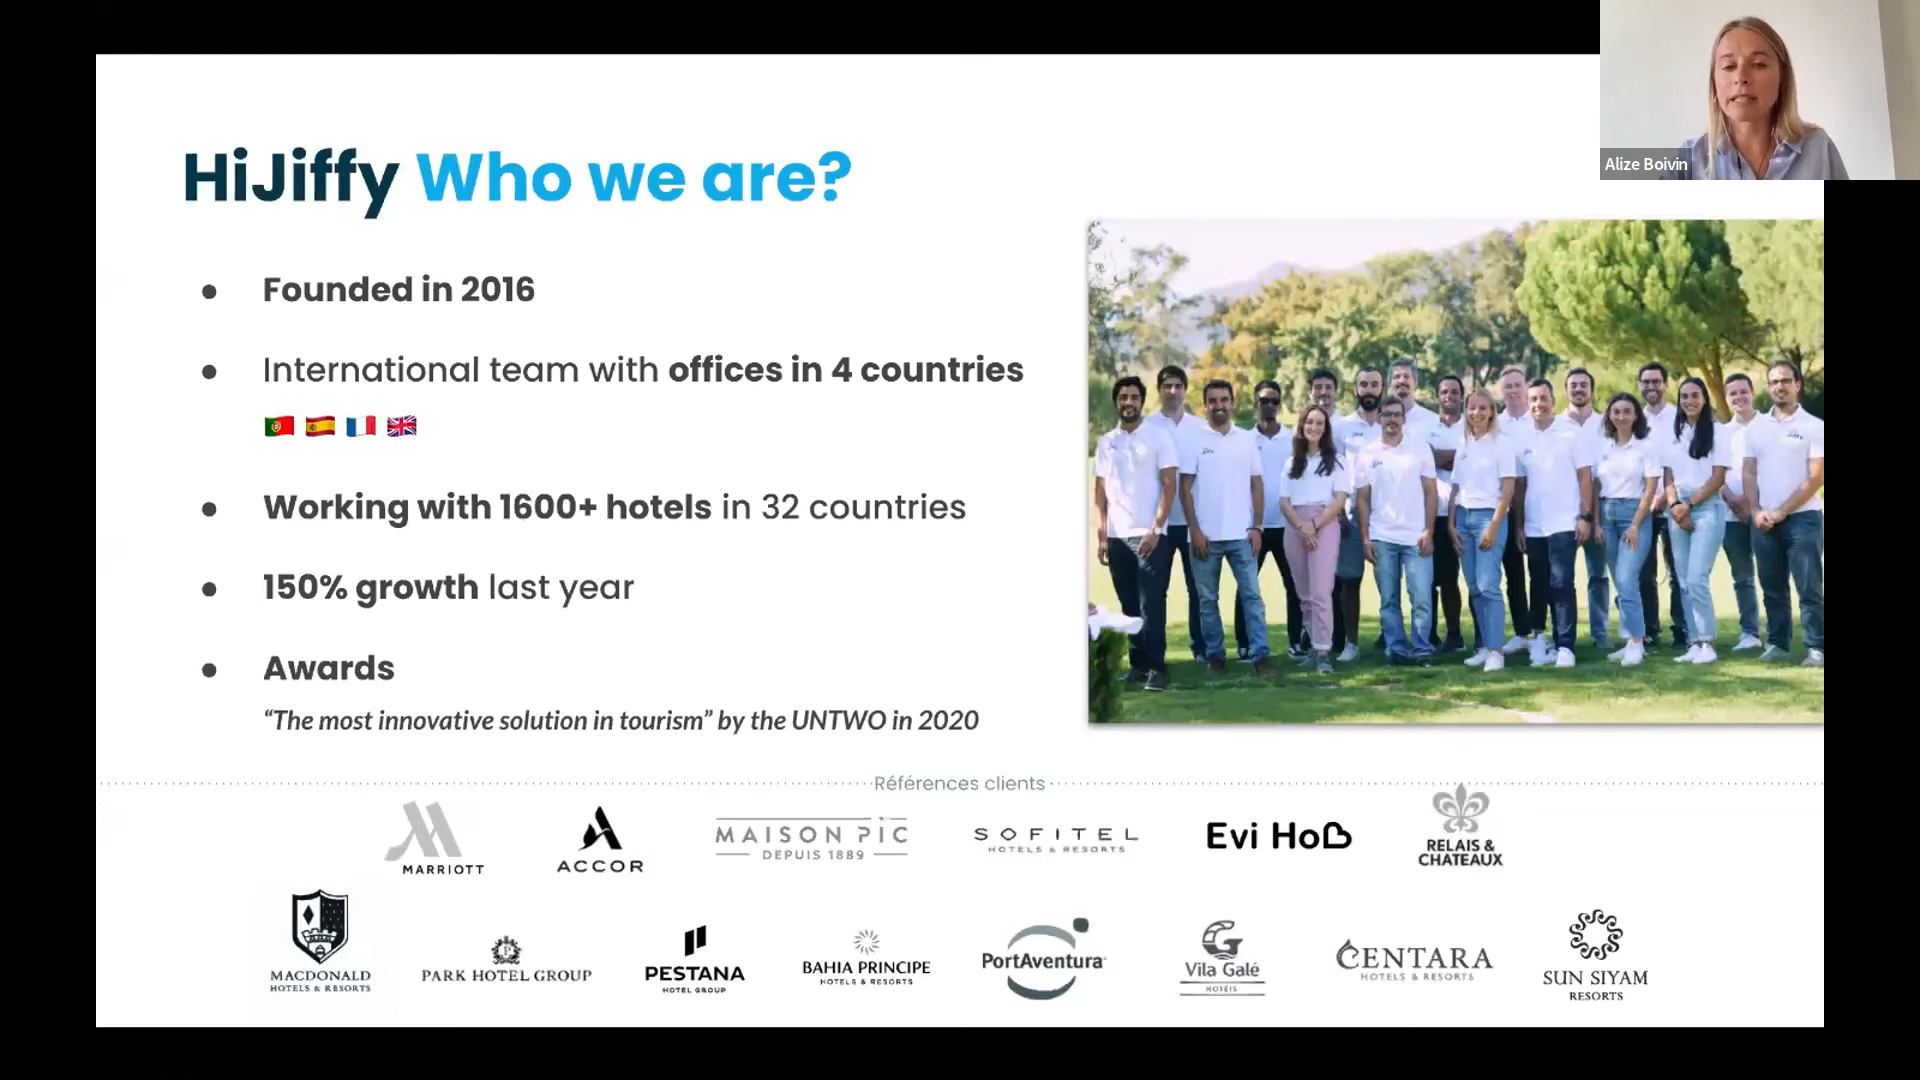 Alize Boivin
HiJiffy Who we are?
● Founded in 2016
● International team with offices in 4 countries
● Working with 1600+ hotels in 32 countries
● 150% growth last year
● Awards
“The most innovative solution in tourism” by the UNTWO in 2020
Références clients
MARRIOTT
ACCOR
MAISON PIC
DEPUIS 1889
SOFITEL
HOTELS & RESORTS
Evi HoB
RELAIS &
CHATEAUX
MACDONALD
HOTELS & RESORTS
PARK HOTEL GROUP
PESTANA
HOTEL GROUP
BAHIA PRINCIPE
HOTELS & RESORTS
PortAventura
Vila Galé
HOTÉIS
CENTARA
HOTELS & RESORTS
SUN SIYAM
RESORTS